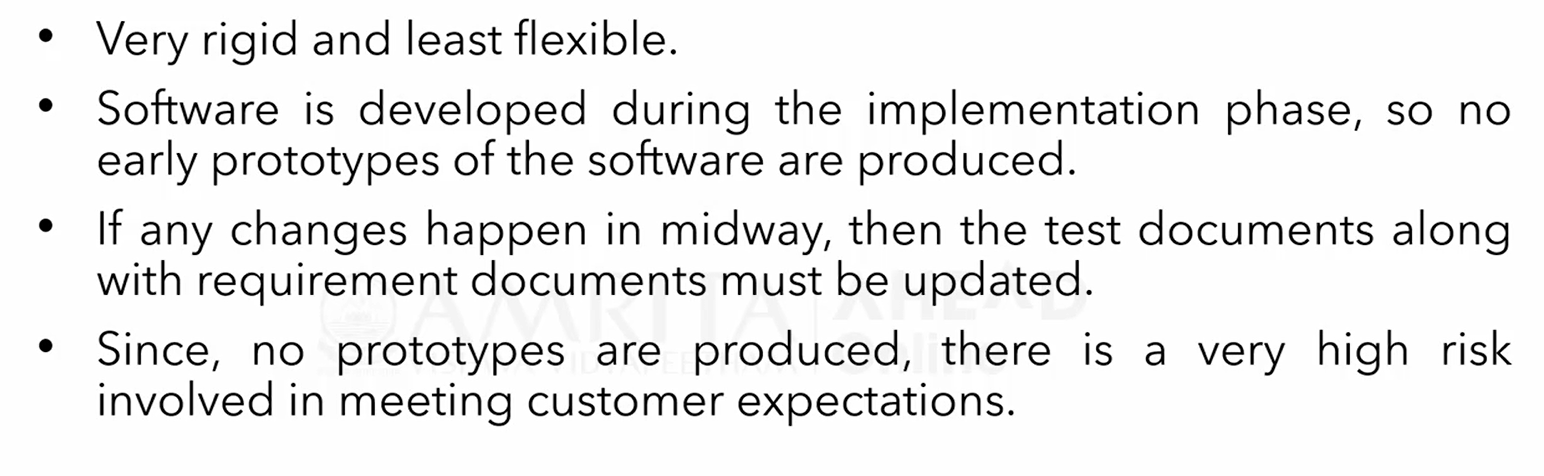 • Very rigid and least flexible.
• Software is developed during the implementation phase, so no
early prototypes of the software are produced.
• If any changes happen in midway, then the test documents along
with requirement documents must be updated.
• Since, no prototypes are produced, there is a very high risk
involved in meeting customer expectations.
AMRITA AHEAD
VISHWA VIDYAPEETHAM Online